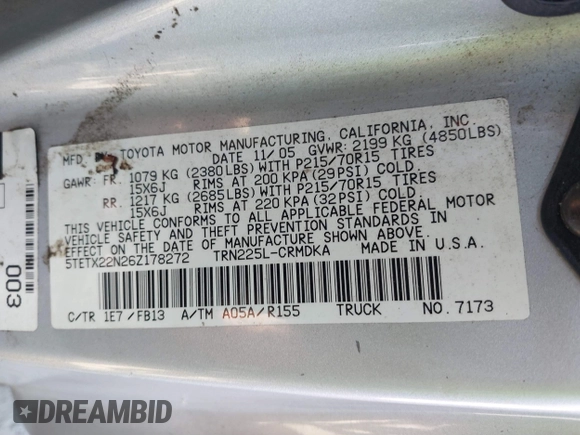 MFD. BY TOYOTA MOTOR MANUFACTURING, CALIFORNIA, INC.
DATE 11/05 GVWR: 2199 KG (4850LBS)
GAWR: FR. 1079 KG (2380LBS) WITH P215/70R15 TIRES
15X6J RIMS AT 200 KPA (29PSI) COLD
RR. 1217 KG (2685LBS) WITH P215/70R15 TIRES
15X6J RIMS AT 220 KPA (32PSI) COLD
THIS VEHICLE CONFORMS TO ALL APPLICABLE FEDERAL MOTOR
VEHICLE SAFETY AND THEFT PREVENTION STANDARDS IN
EFFECT ON THE DATE OF MANUFACTURE SHOWN ABOVE.
5TETX22N26Z178272 TRN225L-CRMDKA MADE IN U.S.A.
C/TR 1E7/FB13 A/TM A05A/R155 TRUCK NO. 7173
003
DREAMBID